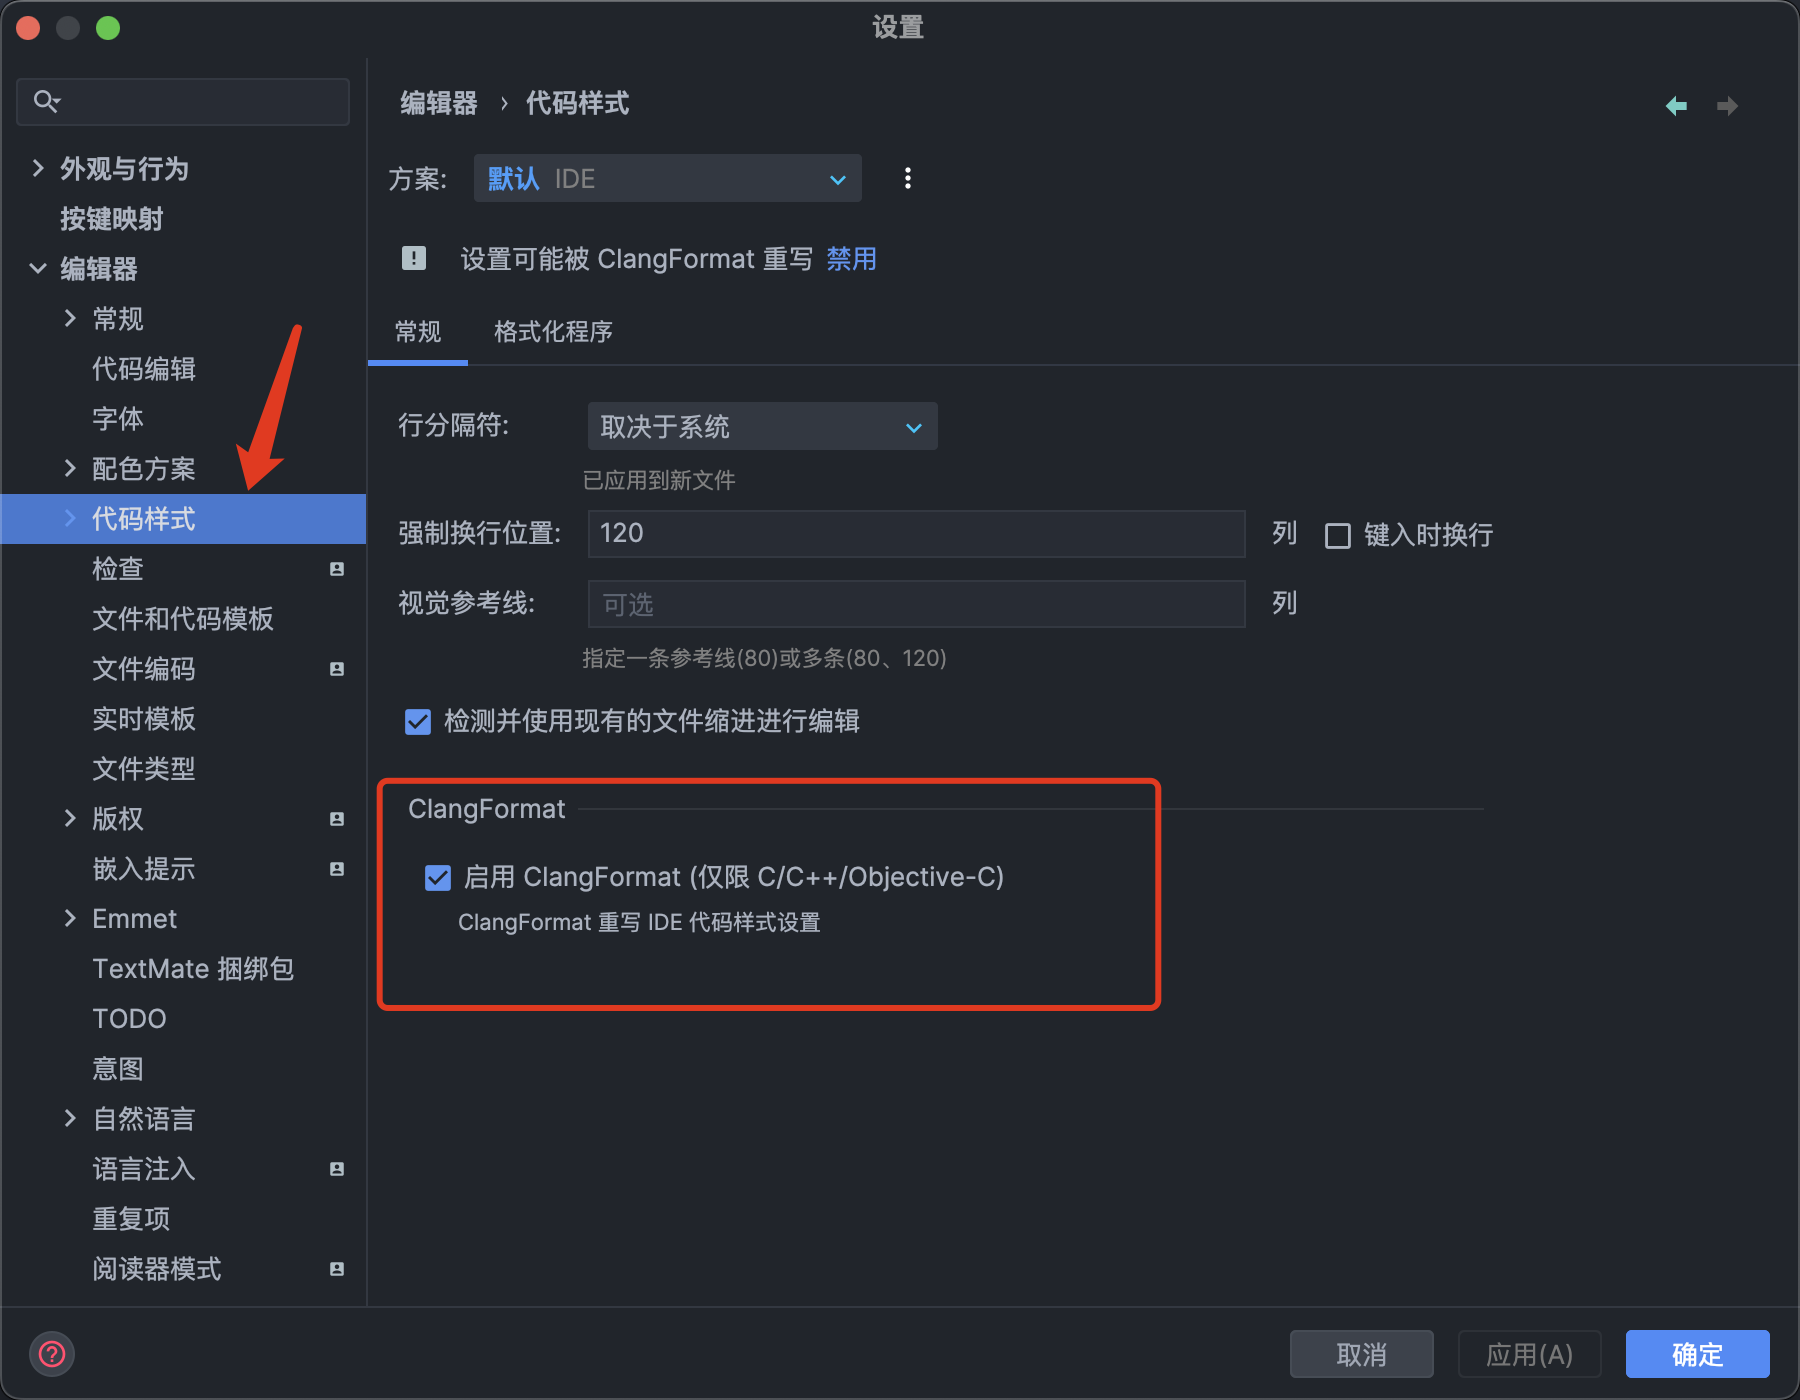 设置
外观与行为
按键映射
编辑器
常规
代码编辑
字体
配色方案
代码样式
检查
文件和代码模板
文件编码
实时模板
文件类型
版权
嵌入提示
Emmet
TextMate 捆绑包
TODO
意图
自然语言
语言注入
重复项
阅读器模式
编辑器 › 代码样式
方案: 默认 IDE
设置可能被 ClangFormat 重写 禁用
常规 格式化程序
行分隔符: 取决于系统
已应用到新文件
强制换行位置: 120 列 键入时换行
视觉参考线: 可选 列
指定一条参考线(80)或多条(80、120)
检测并使用现有的文件缩进进行编辑
ClangFormat
启用 ClangFormat (仅限 C/C++/Objective-C)
ClangFormat 重写 IDE 代码样式设置
取消 应用(A) 确定